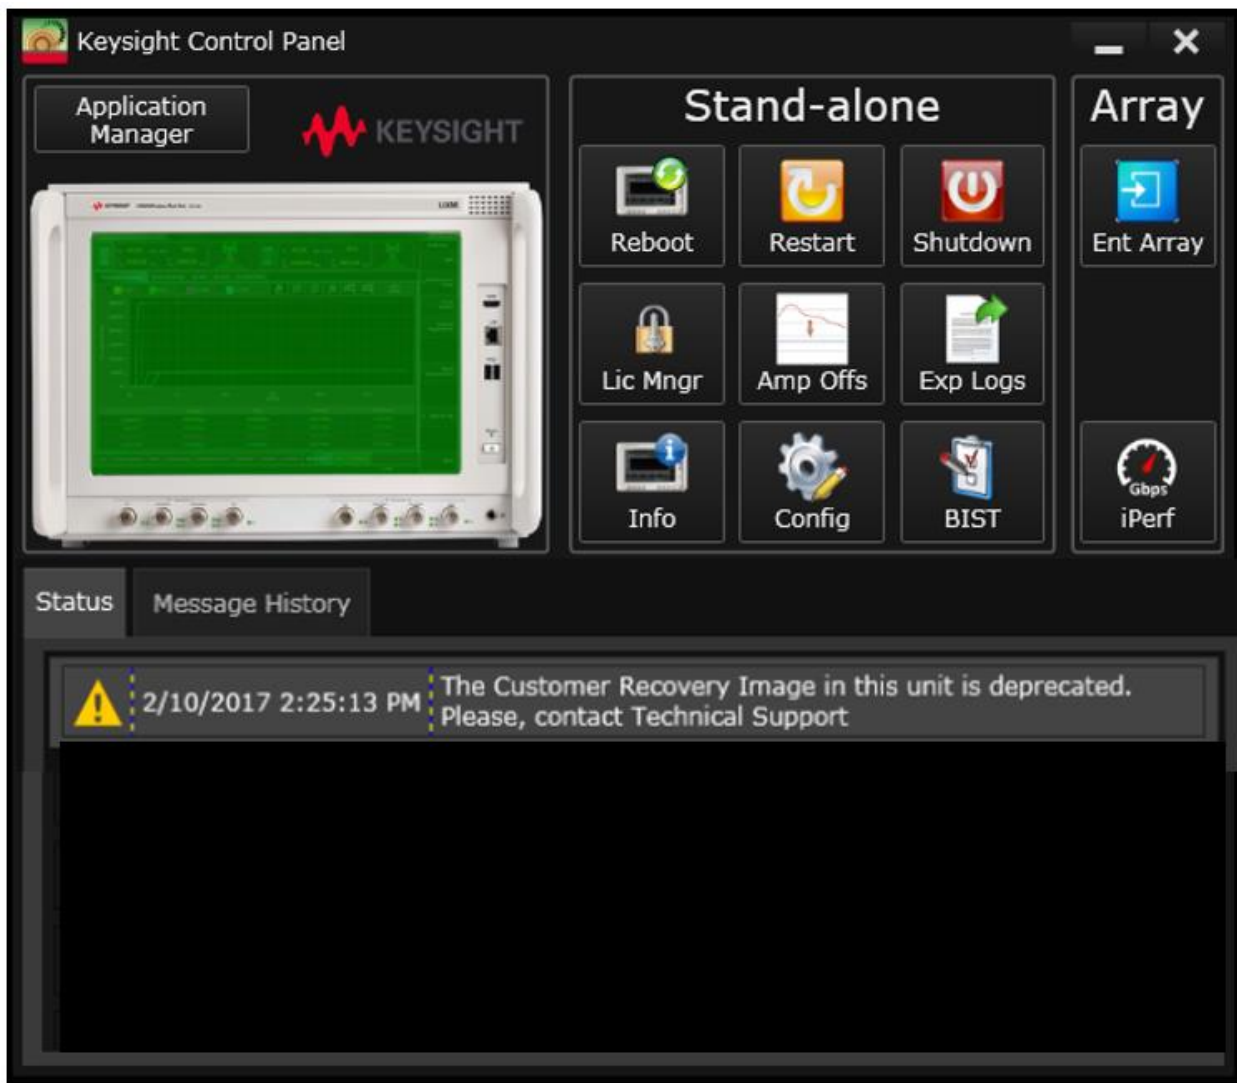 Keysight Control Panel
Application
Manager
KEYSIGHT
Stand-alone
Array
Reboot
Restart
Shutdown
Ent Array
Lic Mngr
Amp Offs
Exp Logs
Info
Config
BIST
Gbps
iPerf
Status
Message History
2/10/2017 2:25:13 PM
The Customer Recovery Image in this unit is deprecated.
Please, contact Technical Support